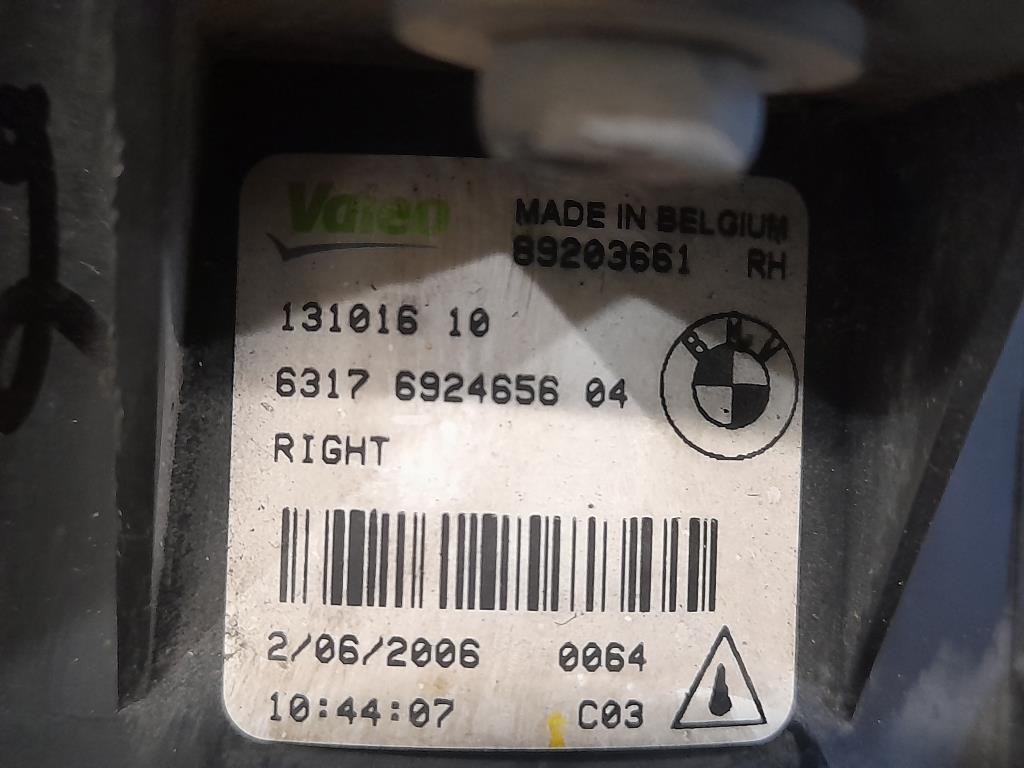 Valeo MADE IN BELGIUM
89203661 RH
131016 10
6317 6924656 04
BMW
RIGHT
2/06/2006 0064
10:44:07 C03